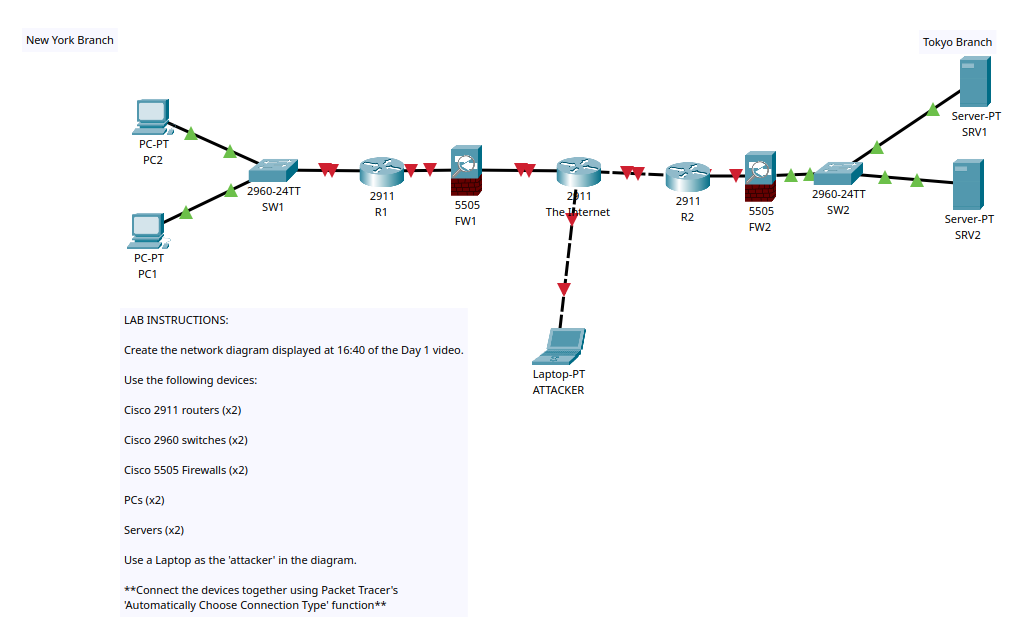 New York Branch
Tokyo Branch
PC-PT
PC2
2960-24TT
SW1
PC-PT
PC1
2911
R1
5505
FW1
2911
The Internet
2911
R2
5505
FW2
2960-24TT
SW2
Server-PT
SRV1
Server-PT
SRV2
Laptop-PT
ATTACKER
LAB INSTRUCTIONS:
Create the network diagram displayed at 16:40 of the Day 1 video.
Use the following devices:
Cisco 2911 routers (x2)
Cisco 2960 switches (x2)
Cisco 5505 Firewalls (x2)
PCs (x2)
Servers (x2)
Use a Laptop as the 'attacker' in the diagram.
**Connect the devices together using Packet Tracer's
'Automatically Choose Connection Type' function**